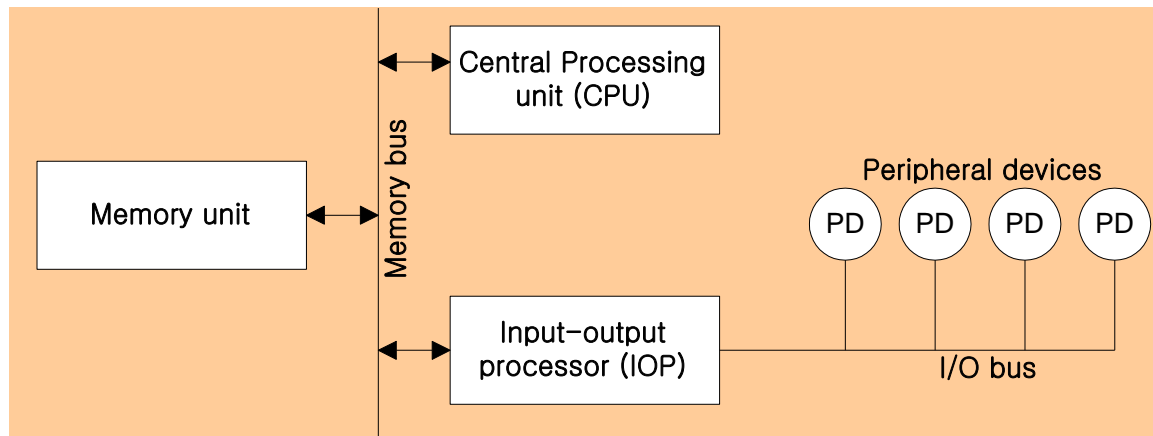 Central Processing
unit (CPU)
Memory bus
Peripheral devices
Memory unit
PD
PD
PD
PD
Input-output
processor (IOP)
I/O bus